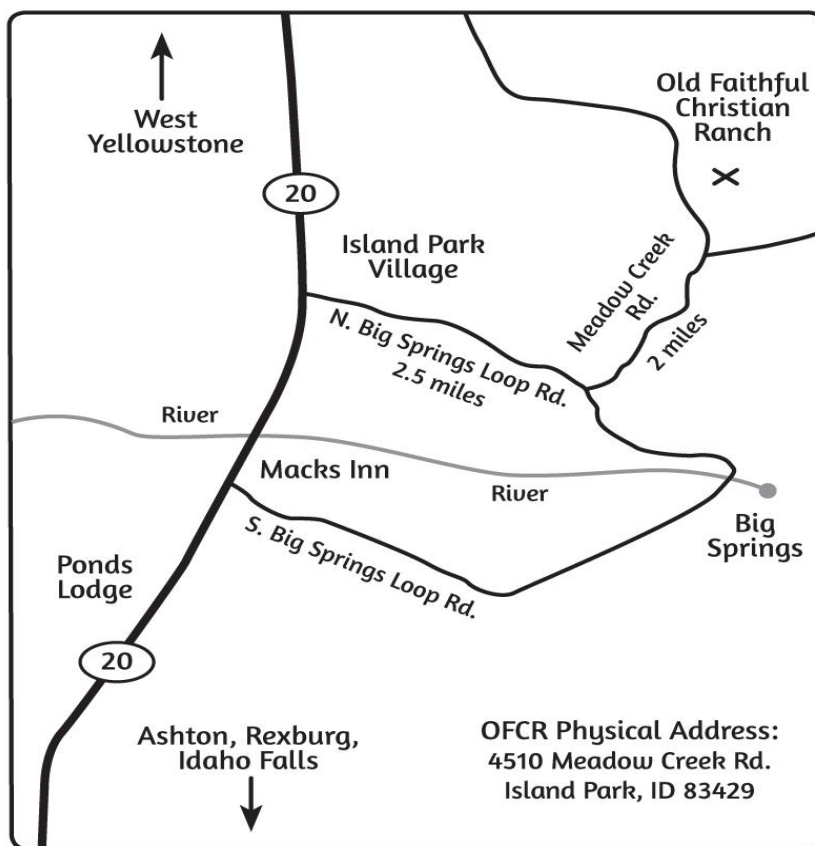 West
Yellowstone
20
Old Faithful
Christian
Ranch
Island Park
Village
Meadow Creek
Rd.
2 miles
N. Big Springs Loop Rd.
2.5 miles
River
Macks Inn
River
Big
Springs
S. Big Springs Loop Rd.
Ponds
Lodge
20
Ashton, Rexburg,
Idaho Falls
OFCR Physical Address:
4510 Meadow Creek Rd.
Island Park, ID 83429